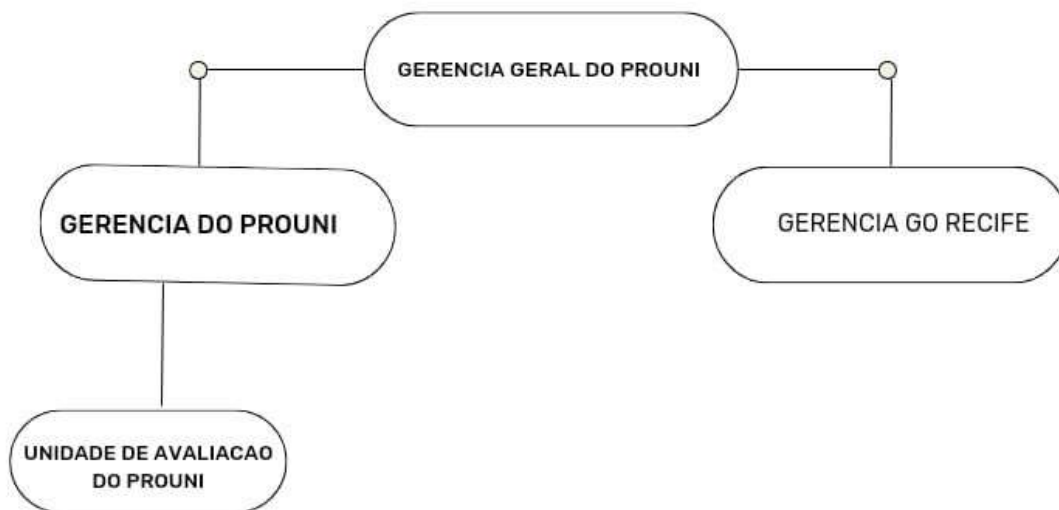 GERENCIA GERAL DO PROUNI
GERENCIA DO PROUNI
GERENCIA GO RECIFE
UNIDADE DE AVALIACAO
DO PROUNI